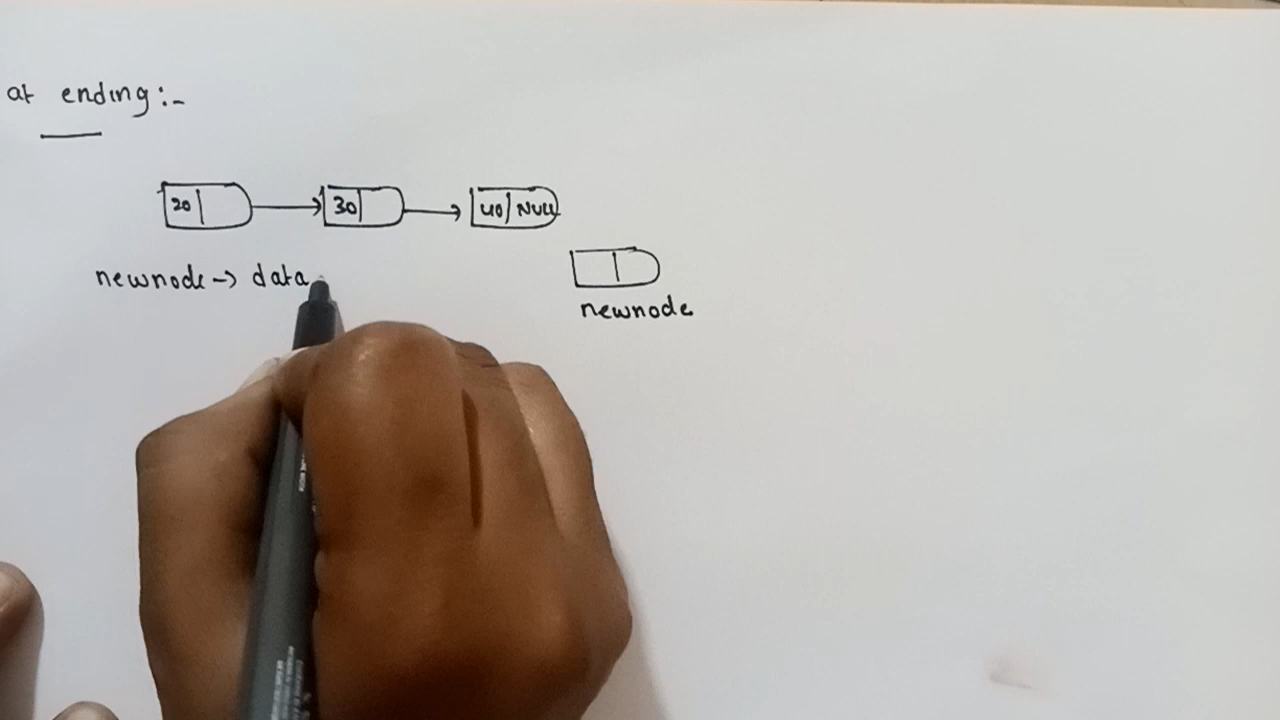 at ending:-
20 30 40 NULL
newnode -> data
newnode